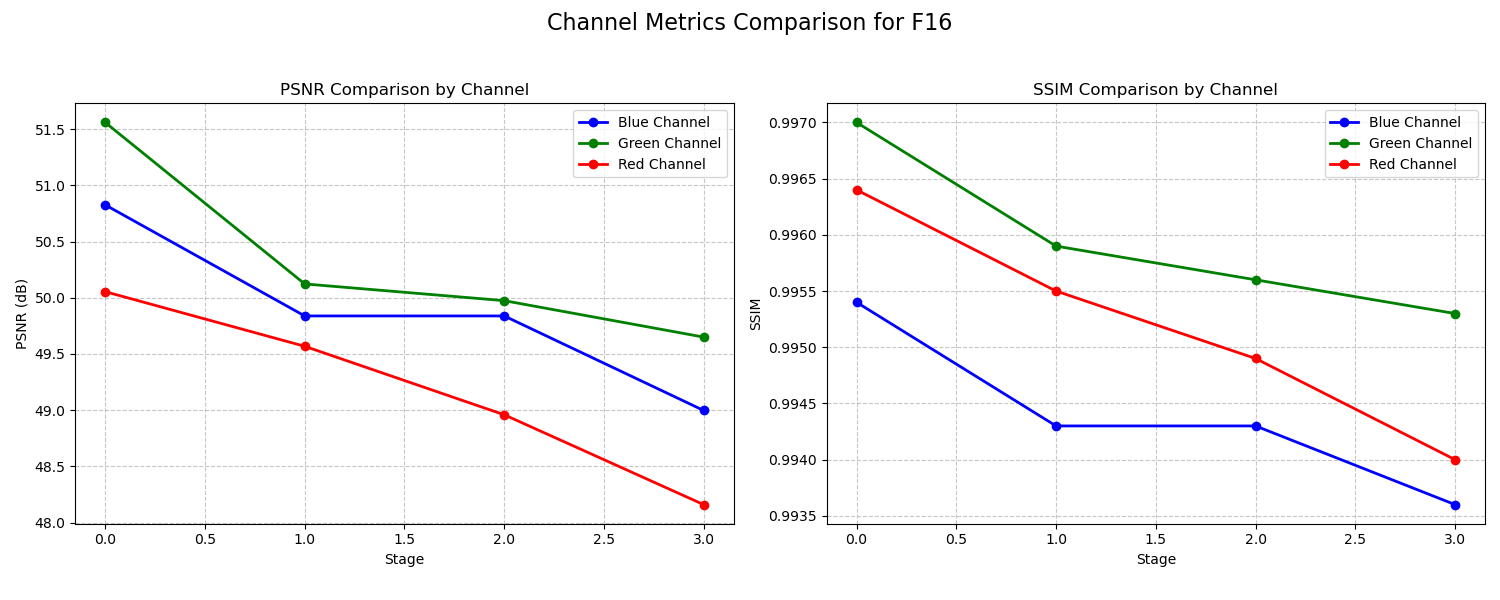 Channel Metrics Comparison for F16
PSNR Comparison by Channel
51.5
51.0
50.5
50.0
49.5
49.0
48.5
48.0
PSNR (dB)
0.0 0.5 1.0 1.5 2.0 2.5 3.0
Stage
Blue Channel
Green Channel
Red Channel
SSIM Comparison by Channel
0.9970
0.9965
0.9960
0.9955
0.9950
0.9945
0.9940
0.9935
SSIM
0.0 0.5 1.0 1.5 2.0 2.5 3.0
Stage
Blue Channel
Green Channel
Red Channel